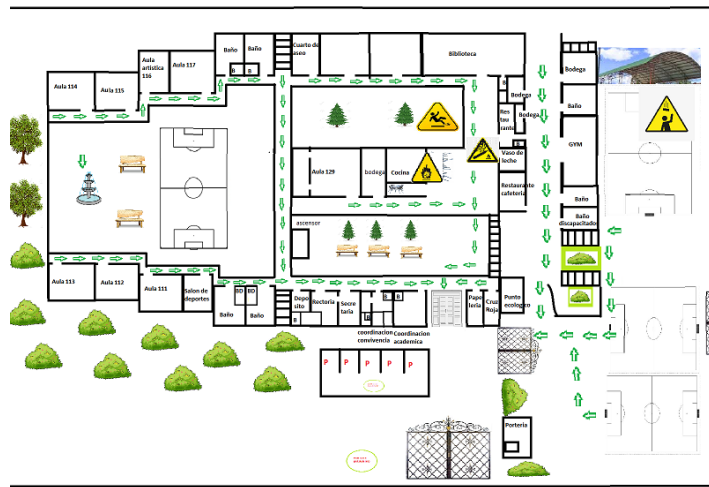 Baño
Baño
Cuarto de
aseo
Biblioteca
Aula
artistica
116
Aula 117
B
B
Aula 114
Aula 115
Bodega
B
Bodega
Bodega
Res
tau
rante
Baño
GYM
Vaso de
leche
Aula 129
bodega
Cocina
Restaurante
cafeteria
Baño
Baño
discapacitado
ascensor
Aula 113
Aula 112
Aula 111
Salon de
deportes
BD
BD
Baño
Baño
Depo
sito
B
Rectoria
Secre
taria
B
B
B
Pape
leria
Cruz
Roja
Punto
ecologico
coordinacion
convivencia
Coordinacion
academica
P
P
P
P
P
Porteria